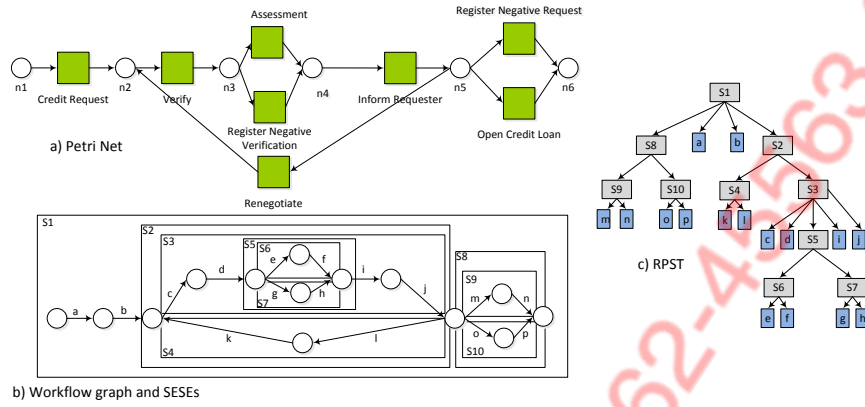 Assessment
Register Negative Request
n1
n2
n3
n4
n5
n6
Credit Request
Verify
Inform Requester
Register Negative
Verification
Open Credit Loan
a) Petri Net
Renegotiate
S1
S2
S3
S5
S6
e
f
g
h
S7
c
d
i
j
a
b
k
l
S4
S8
S9
m
n
o
p
S10
b) Workflow graph and SESEs
S1
S8
a
b
S2
S9
S10
S4
S3
m
n
o
p
k
l
c
d
S5
i
j
c) RPST
S6
S7
e
f
g
h
62-45563